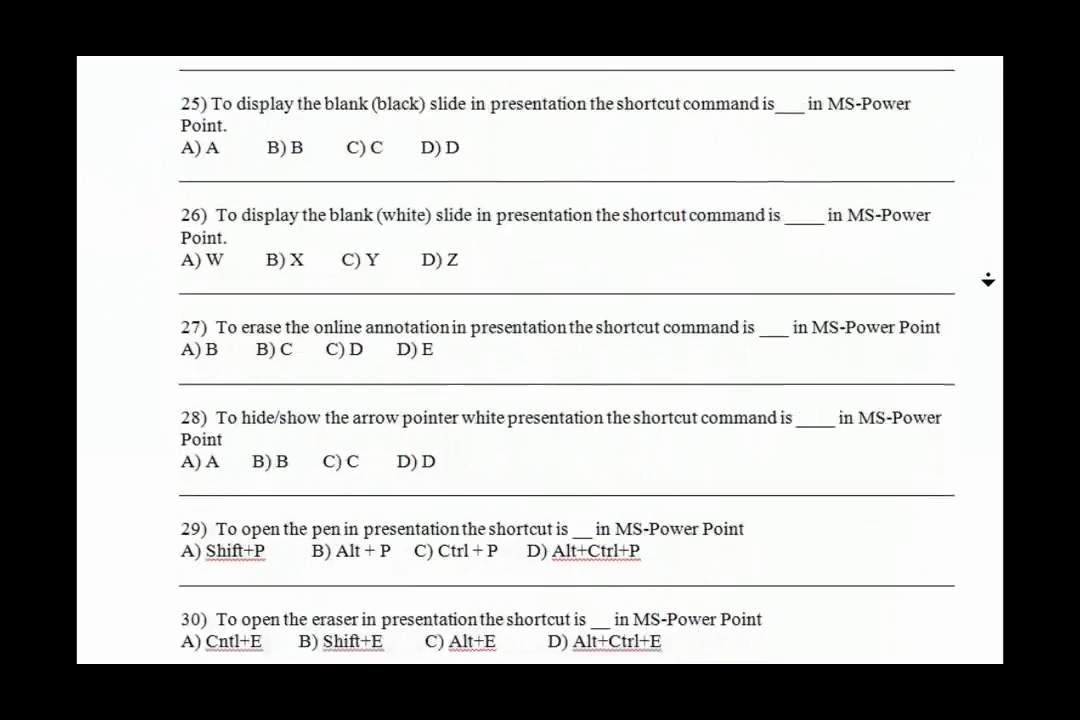 25) To display the blank (black) slide in presentation the shortcut command is___ in MS-Power
Point.
A) A B) B C) C D) D
26) To display the blank (white) slide in presentation the shortcut command is ____ in MS-Power
Point.
A) W B) X C) Y D) Z
27) To erase the online annotation in presentation the shortcut command is ___ in MS-Power Point
A) B B) C C) D D) E
28) To hide/show the arrow pointer white presentation the shortcut command is ____ in MS-Power
Point
A) A B) B C) C D) D
29) To open the pen in presentation the shortcut is __ in MS-Power Point
A) Shift+P B) Alt + P C) Ctrl + P D) Alt+Ctrl+P
30) To open the eraser in presentation the shortcut is __ in MS-Power Point
A) Cntl+E B) Shift+E C) Alt+E D) Alt+Ctrl+E